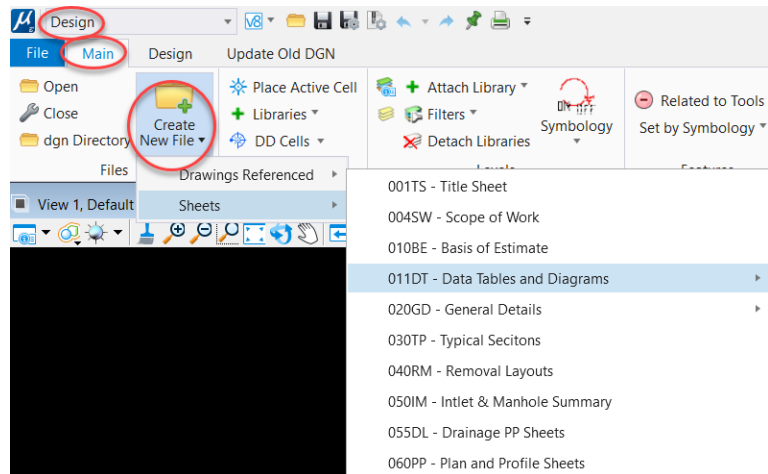 Design
File Main Design Update Old DGN
Open
Close
dgn Directory
Files
Create
New File
Place Active Cell
Libraries
DD Cells
Attach Library
Filters
Detach Libraries
Levels
Symbology
Related to Tools
Set by Symbology
Features
Drawings Referenced
Sheets
View 1, Default
001TS - Title Sheet
004SW - Scope of Work
010BE - Basis of Estimate
011DT - Data Tables and Diagrams
020GD - General Details
030TP - Typical Secitons
040RM - Removal Layouts
050IM - Intlet & Manhole Summary
055DL - Drainage PP Sheets
060PP - Plan and Profile Sheets